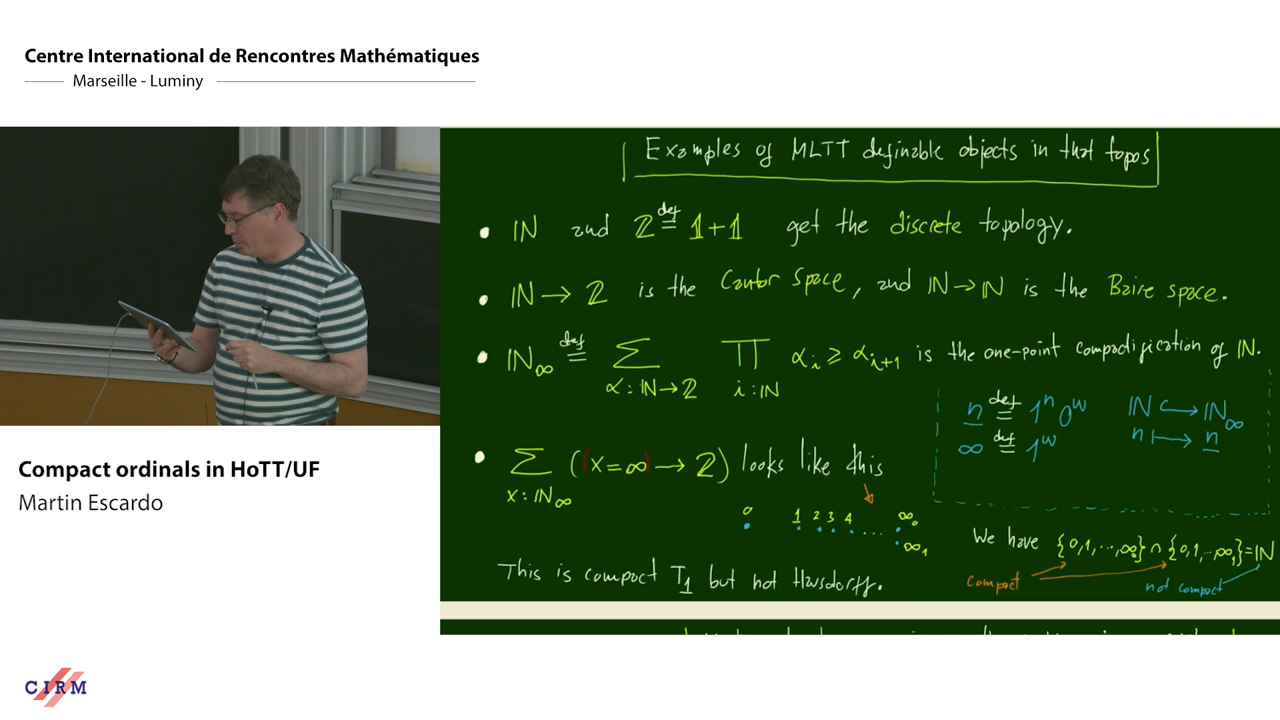 Centre International de Rencontres Mathématiques
Marseille - Luminy
Examples of MLTT definable objects in that topos
• ℕ and 𝟚 ≝ 𝟙+𝟙 get the discrete topology.
• ℕ → 𝟚 is the Cantor space, and ℕ→ℕ is the Baire space.
• ℕ∞ ≝ Σ Π αᵢ ≥ αᵢ₊₁ is the one-point compactification of ℕ.
α : ℕ→𝟚 i : ℕ
n ≝ 1ⁿ0^ω ℕ ↪ ℕ∞
∞ ≝ 1^ω n ↦ n
• Σ ((x = ∞) → 𝟚) looks like this
x : ℕ∞
0 1 2 3 4 ... ∞₀
∞₁
We have {0,1,...,∞₀} ∩ {0,1,...,∞₁} = ℕ
compact not compact
This is compact T₁ but not Hausdorff.
Compact ordinals in HoTT/UF
Martin Escardo
CIRM